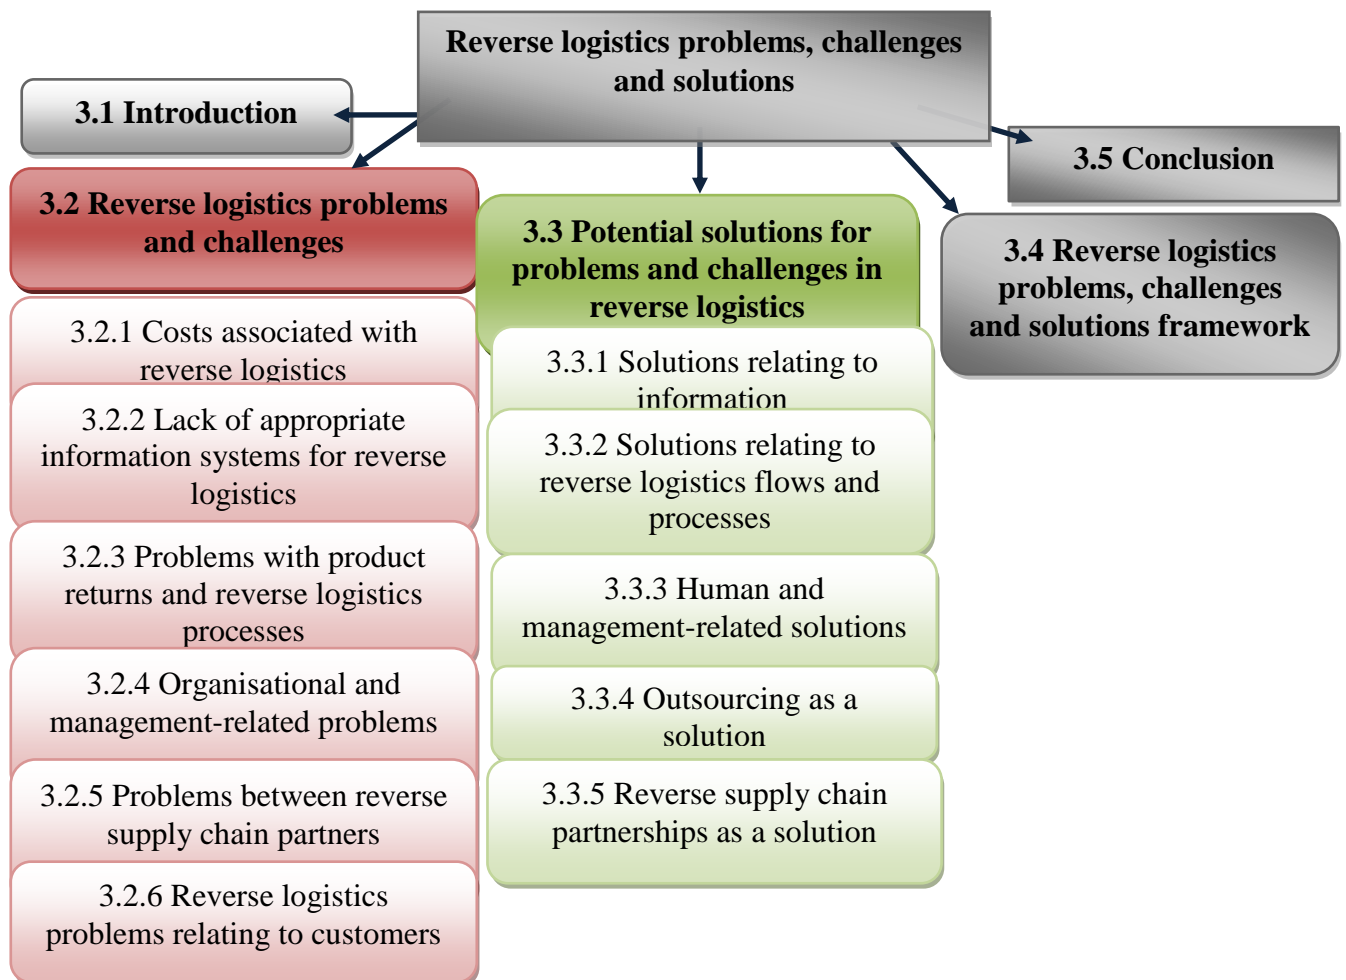 Reverse logistics problems, challenges
and solutions
3.1 Introduction
3.5 Conclusion
3.2 Reverse logistics problems
and challenges
3.3 Potential solutions for
problems and challenges in
reverse logistics
3.4 Reverse logistics
problems, challenges
and solutions framework
3.2.1 Costs associated with
reverse logistics
3.2.2 Lack of appropriate
information systems for reverse
logistics
3.2.3 Problems with product
returns and reverse logistics
processes
3.2.4 Organisational and
management-related problems
3.2.5 Problems between reverse
supply chain partners
3.2.6 Reverse logistics
problems relating to customers
3.3.1 Solutions relating to
information
3.3.2 Solutions relating to
reverse logistics flows and
processes
3.3.3 Human and
management-related solutions
3.3.4 Outsourcing as a
solution
3.3.5 Reverse supply chain
partnerships as a solution